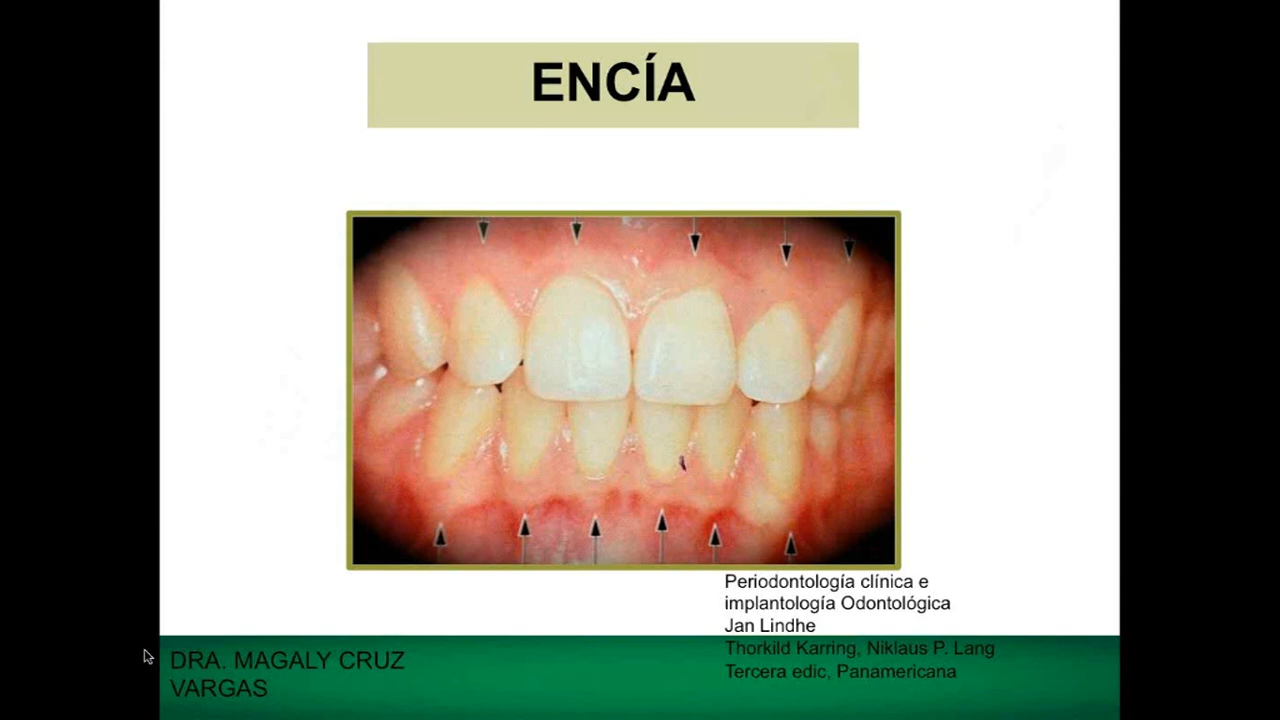 ENCÍA
Periodontología clínica e
implantología Odontológica
Jan Lindhe
Thorkild Karring, Niklaus P. Lang
Tercera edic, Panamericana
DRA. MAGALY CRUZ
VARGAS